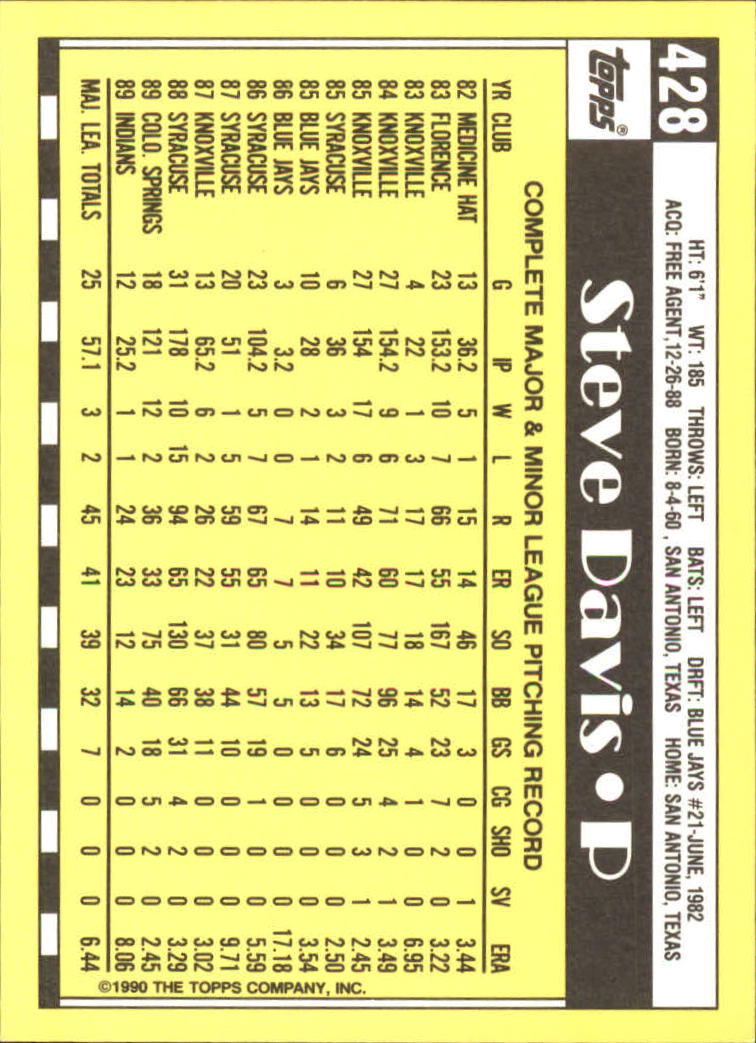 428
HT: 6'1" WT: 185 THROWS: LEFT BATS: LEFT DRFT: BLUE JAYS #21-JUNE, 1982
ACQ: FREE AGENT, 12-26-88 BORN: 8-4-60, SAN ANTONIO, TEXAS HOME: SAN ANTONIO, TEXAS
topps®
Steve Davis • P
COMPLETE MAJOR & MINOR LEAGUE PITCHING RECORD
YR CLUB G IP W L R ER SO BB GS CG SHO SV ERA
82 MEDICINE HAT 13 36.2 5 1 15 14 46 17 3 0 0 1 3.44
83 FLORENCE 23 153.2 10 7 66 55 167 52 23 7 2 0 3.22
83 KNOXVILLE 4 22 1 3 17 17 18 14 4 1 0 0 6.95
84 KNOXVILLE 27 154.2 9 6 71 60 77 96 25 4 2 1 3.49
85 KNOXVILLE 27 154 17 6 49 42 107 72 24 5 3 1 2.45
85 SYRACUSE 6 36 3 2 11 10 34 17 6 0 0 0 2.50
85 BLUE JAYS 10 28 2 1 14 11 22 13 5 0 0 0 3.54
86 BLUE JAYS 3 3.2 0 0 7 7 5 5 0 0 0 0 17.18
86 SYRACUSE 23 104.2 5 7 67 65 80 57 19 1 0 0 5.59
87 SYRACUSE 20 51 1 5 59 55 31 44 10 0 0 0 9.71
87 KNOXVILLE 13 65.2 6 2 26 22 37 38 11 0 0 0 3.02
88 SYRACUSE 31 178 10 15 94 65 130 66 31 4 2 0 3.29
89 COLO. SPRINGS 18 121 12 2 36 33 75 40 18 5 2 0 2.45
89 INDIANS 12 25.2 1 1 24 23 12 14 2 0 0 0 8.06
MAJ. LEA. TOTALS 25 57.1 3 2 45 41 39 32 7 0 0 0 6.44
©1990 THE TOPPS COMPANY, INC.